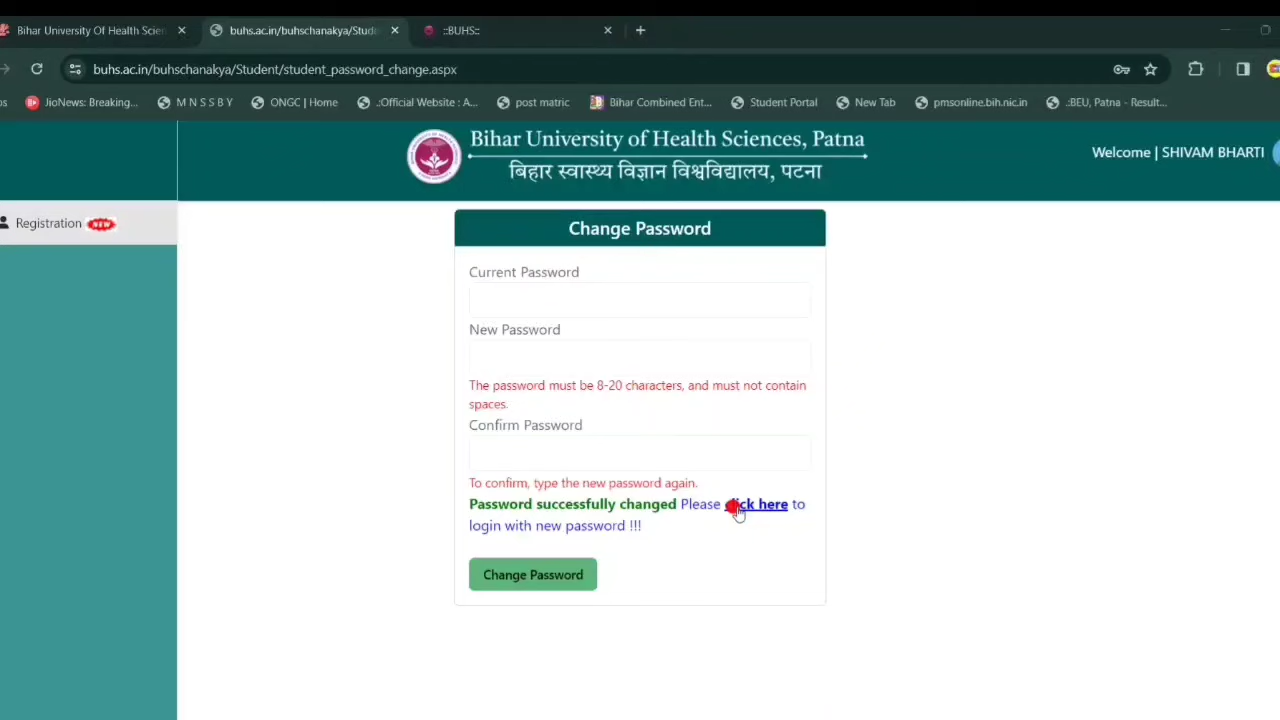 Bihar University Of Health Scien
buhs.ac.in/buhschanakya/Stude
::BUHS::
buhs.ac.in/buhschanakya/Student/student_password_change.aspx
JioNews: Breaking...
M N S S B Y
ONGC | Home
.:Official Website : A...
post matric
Bihar Combined Ent...
Student Portal
New Tab
pmsonline.bih.nic.in
.:BEU, Patna - Result...
Bihar University of Health Sciences, Patna
बिहार स्वास्थ्य विज्ञान विश्वविद्यालय, पटना
Welcome | SHIVAM BHARTI
Registration NEW
Change Password
Current Password
New Password
The password must be 8-20 characters, and must not contain
spaces.
Confirm Password
To confirm, type the new password again.
Password successfully changed Please click here to
login with new password !!!
Change Password